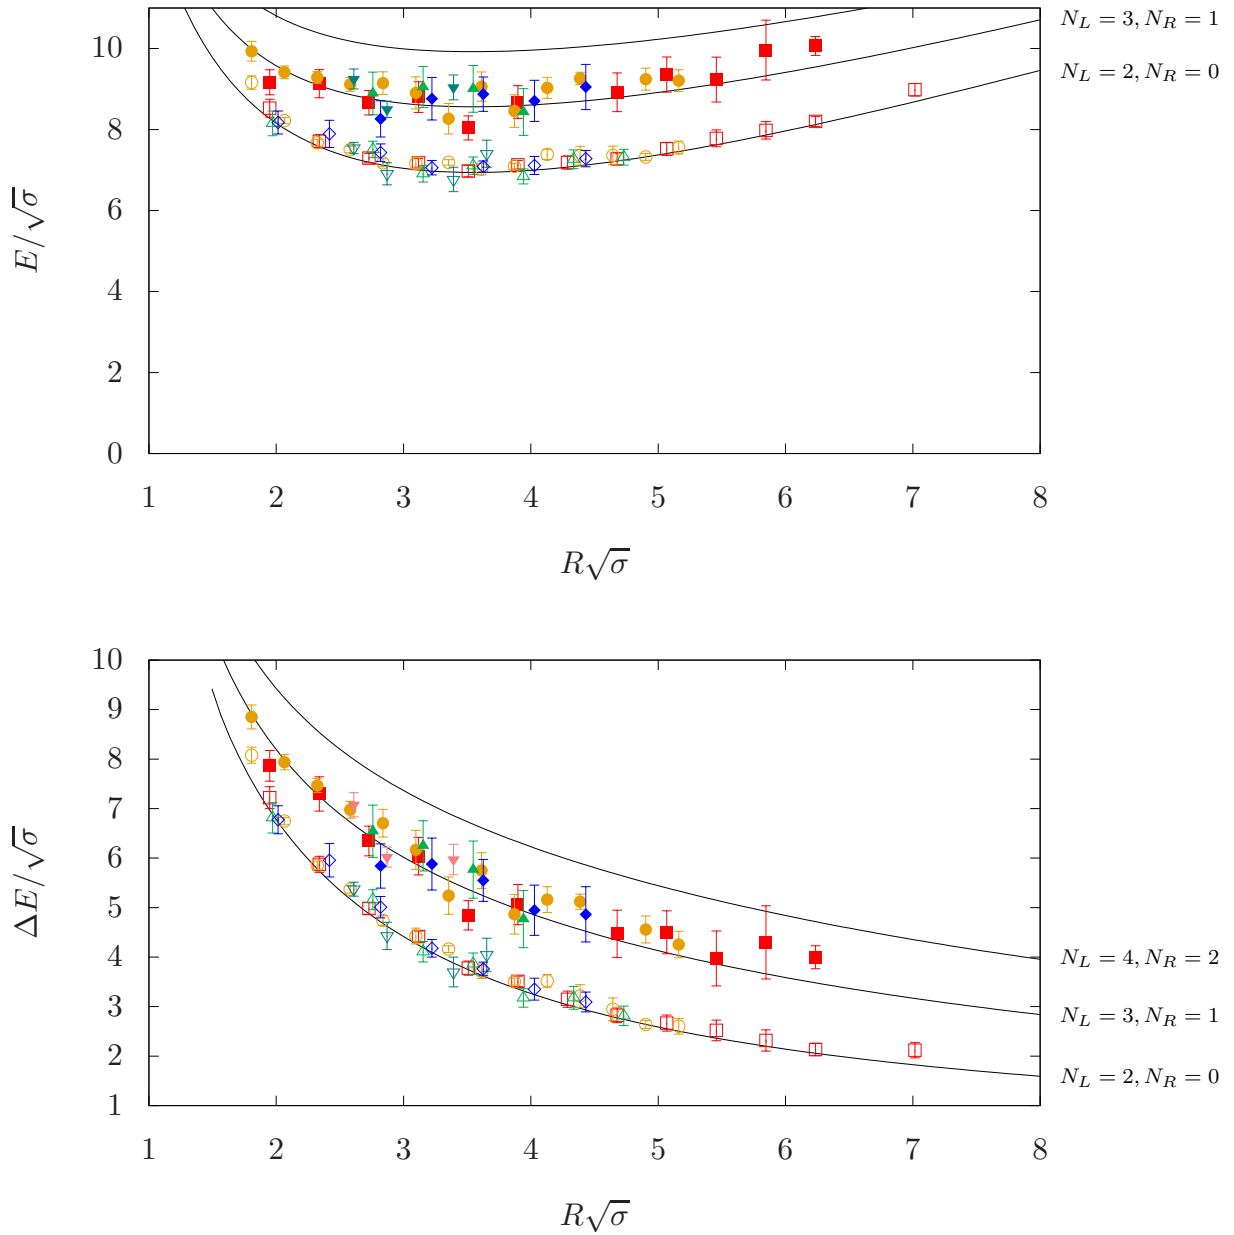 10
8
6
4
2
0
E/√σ
1 2 3 4 5 6 7 8
R√σ
N_L = 3, N_R = 1
N_L = 2, N_R = 0
10
9
8
7
6
5
4
3
2
1
ΔE/√σ
1 2 3 4 5 6 7 8
R√σ
N_L = 4, N_R = 2
N_L = 3, N_R = 1
N_L = 2, N_R = 0